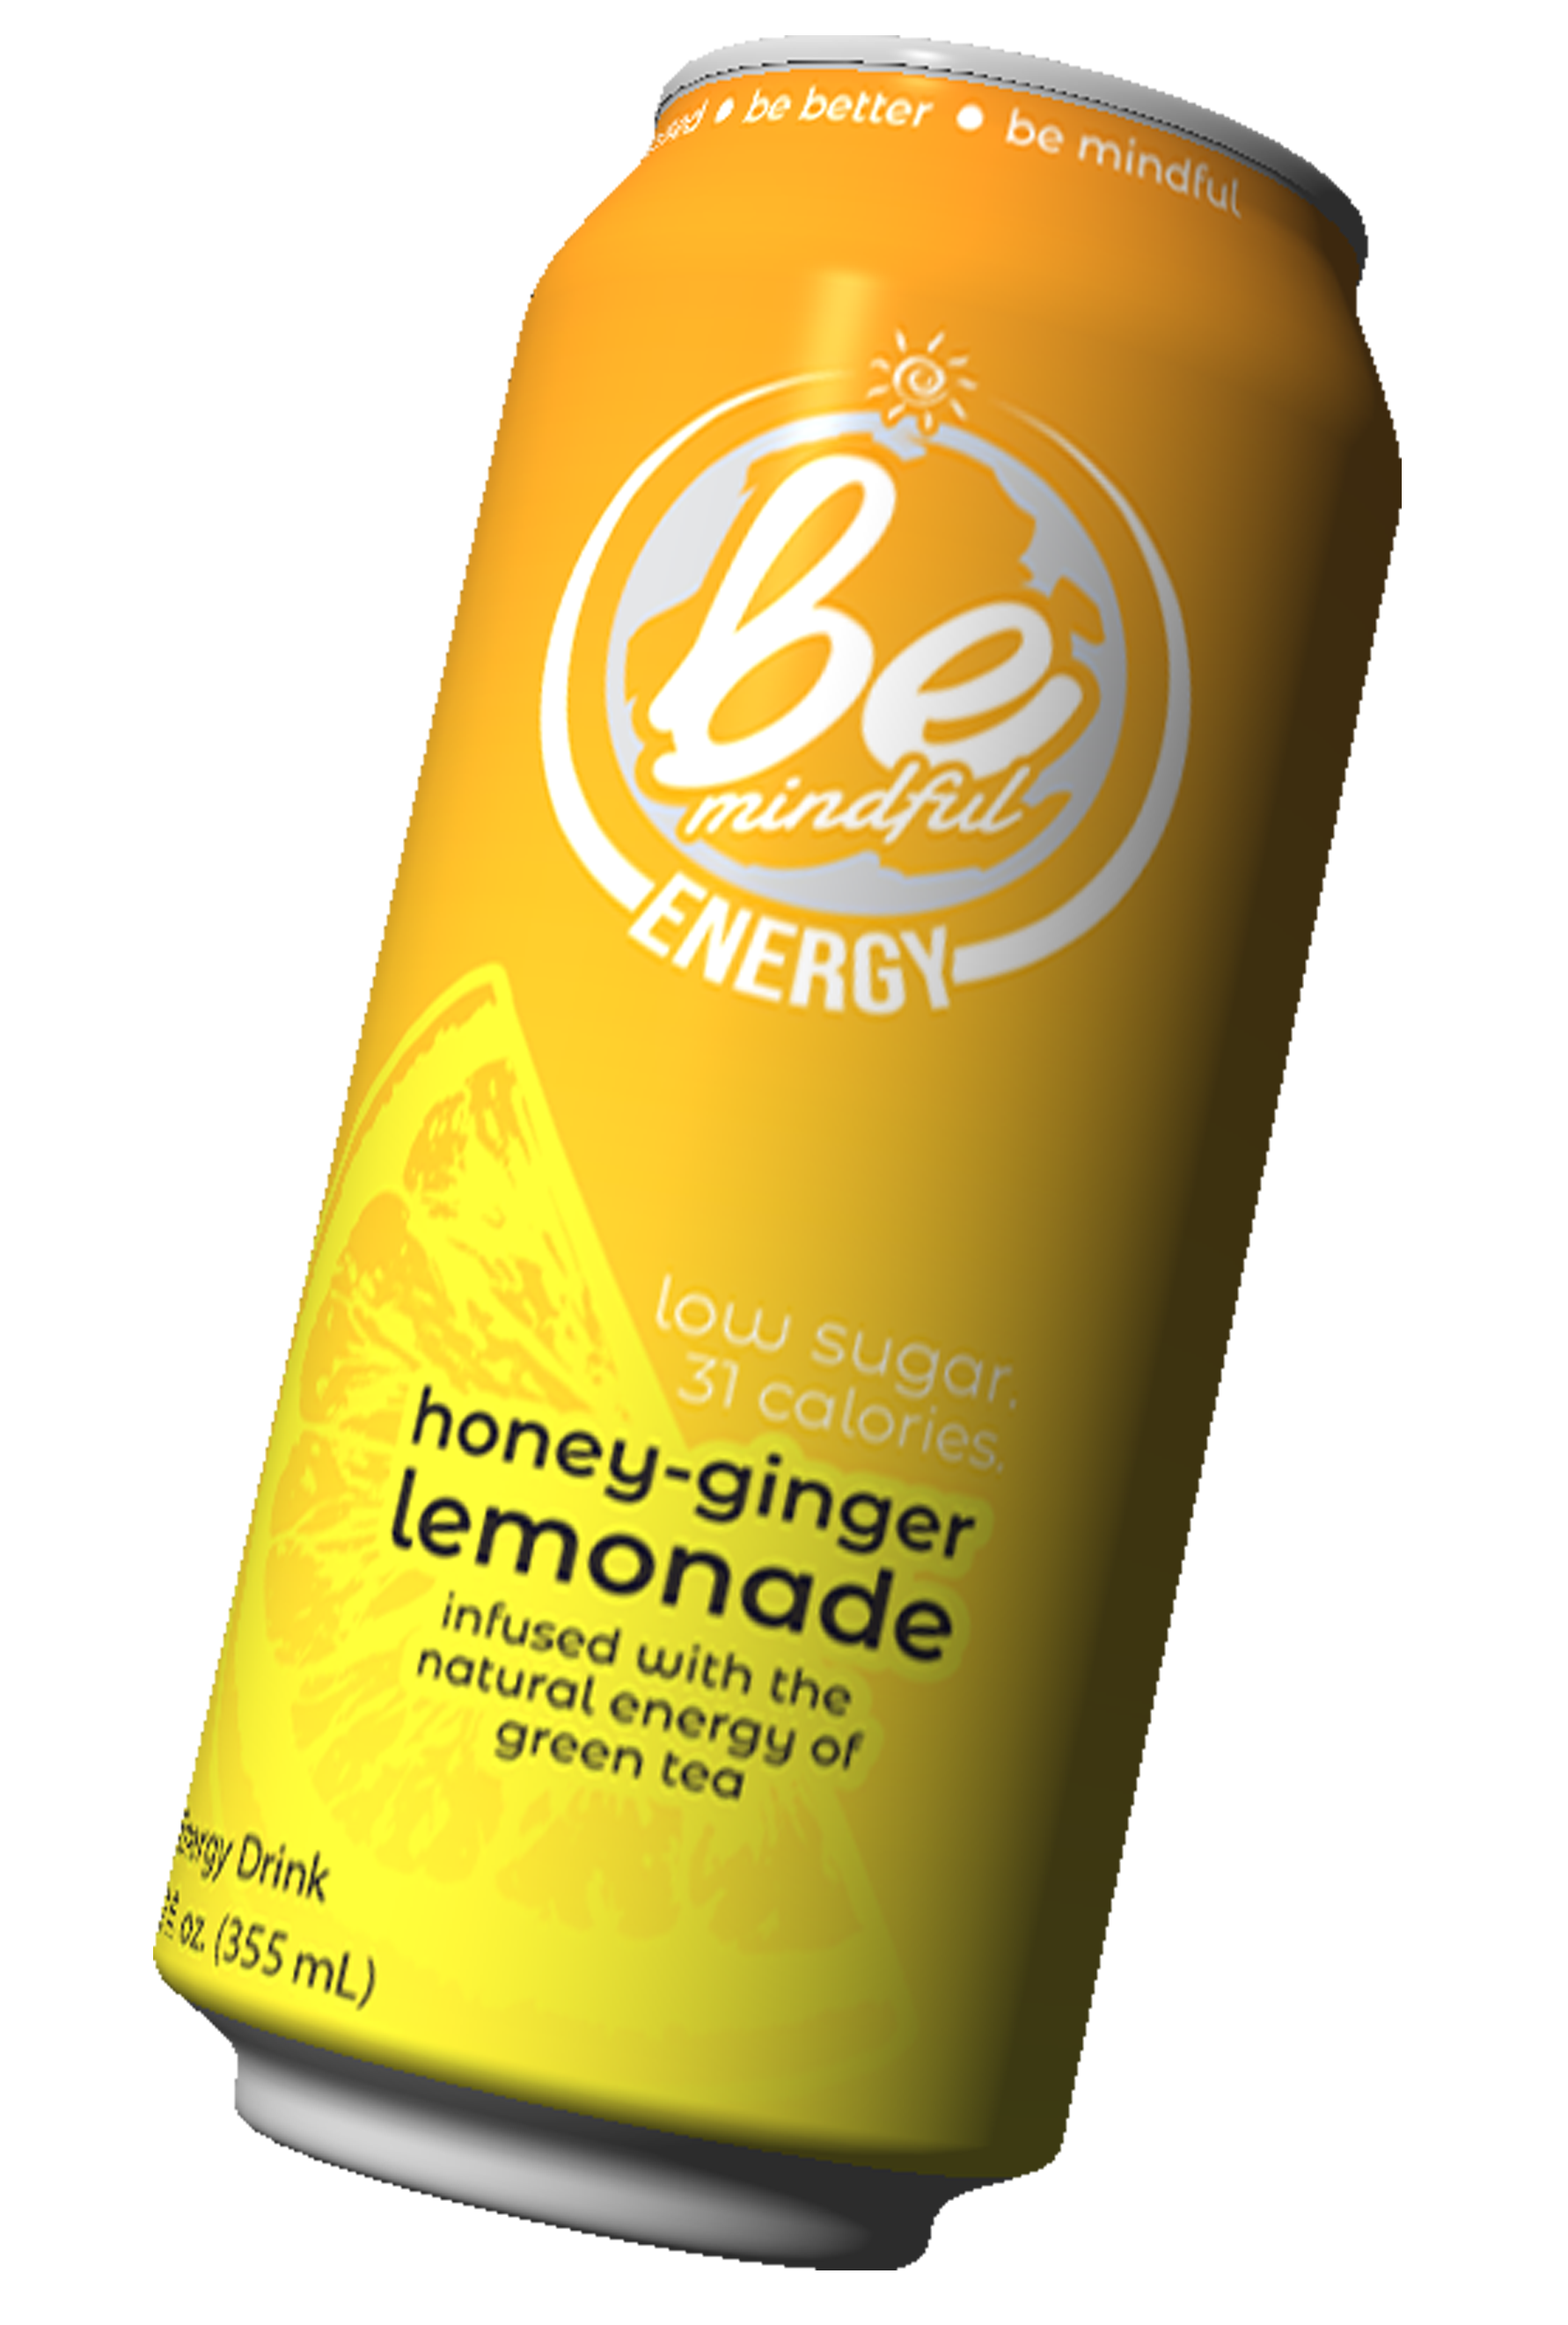 • be better • be mindful
be
mindful
ENERGY
low sugar.
31 calories.
honey-ginger
lemonade
infused with the
natural energy of
green tea
Drink
oz. (355 mL)